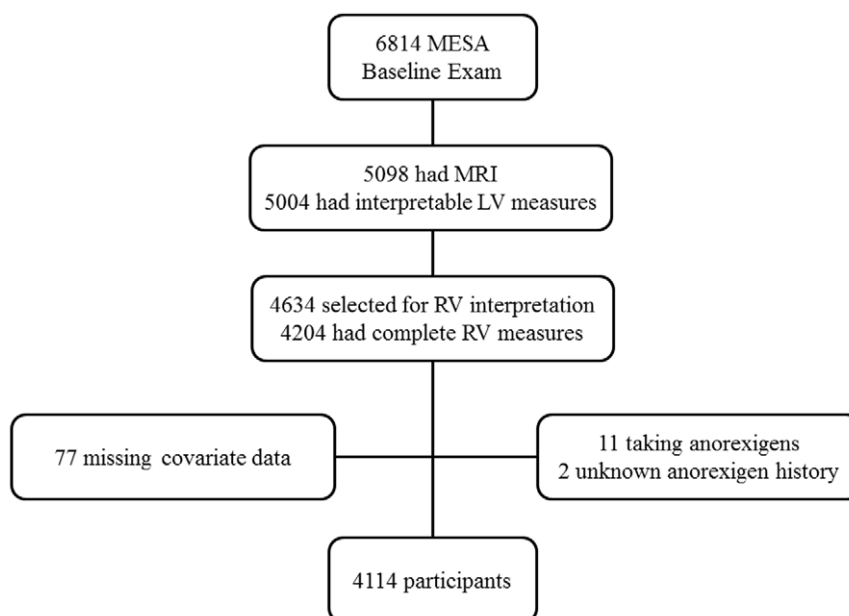 6814 MESA
Baseline Exam
5098 had MRI
5004 had interpretable LV measures
4634 selected for RV interpretation
4204 had complete RV measures
77 missing covariate data
11 taking anorexigens
2 unknown anorexigen history
4114 participants